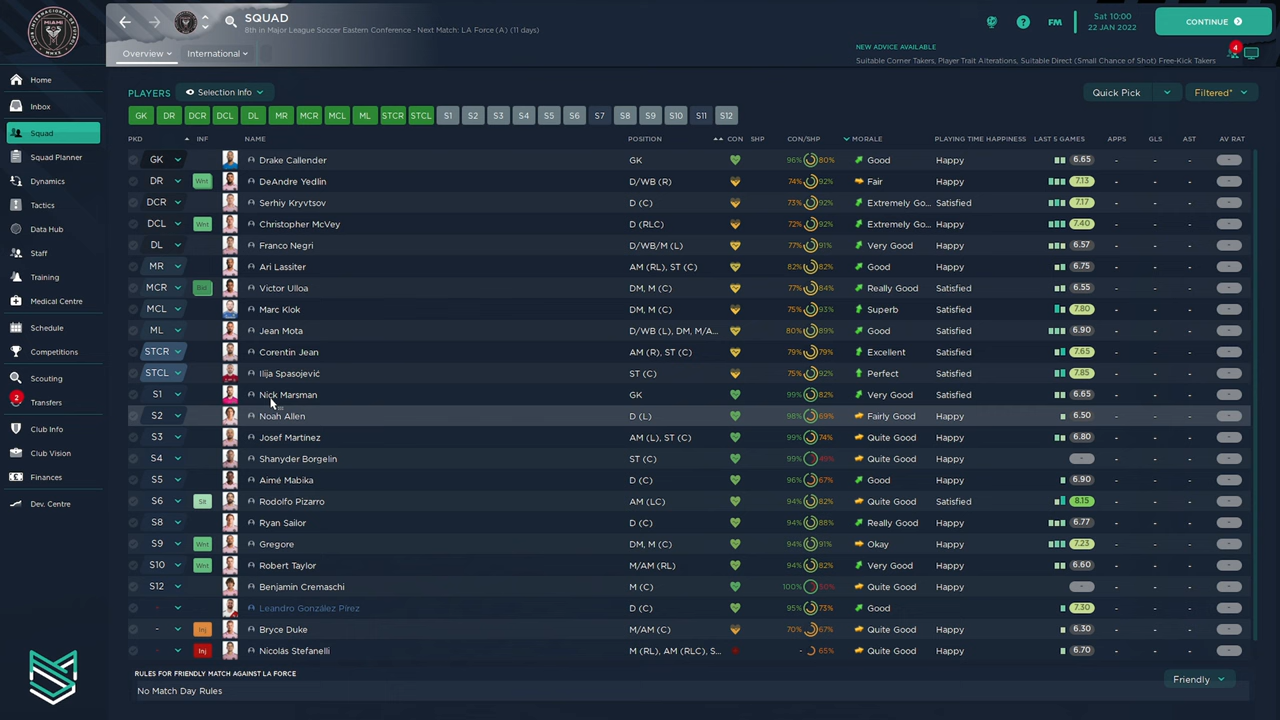 MIAMI
SQUAD
8th in Major League Soccer Eastern Conference - Next Match: LA Force (A) (11 days)
FM
Sat 10:00
22 JAN 2022
CONTINUE
Overview
International
NEW ADVICE AVAILABLE
Suitable Corner Takers, Player Trait Alterations, Suitable Direct (Small Chance of Shot) Free-Kick Takers
4
Home
Inbox
Squad
Squad Planner
Dynamics
Tactics
Data Hub
Staff
Training
Medical Centre
Schedule
Competitions
Scouting
2
Transfers
Club Info
Club Vision
Finances
Dev. Centre
PLAYERS
Selection Info
Quick Pick
Filtered*
GK DR DCR DCL DL MR MCR MCL ML STCR STCL S1 S2 S3 S4 S5 S6 S7 S8 S9 S10 S11 S12
PKD INF NAME POSITION CON SHP CON/SHP MORALE PLAYING TIME HAPPINESS LAST 5 GAMES APPS GLS AST AV RAT
GK Drake Callender GK 96% 80% Good Happy 6.65 - - - -
DR Wnt DeAndre Yedlin D/WB (R) 74% 92% Fair Happy 7.13 - - - -
DCR Serhiy Kryvtsov D (C) 73% 92% Extremely Go... Satisfied 7.17 - - - -
DCL Wnt Christopher McVey D (RLC) 72% 92% Extremely Go... Happy 7.40 - - - -
DL Franco Negri D/WB/M (L) 77% 91% Very Good Happy 6.57 - - - -
MR Ari Lassiter AM (RL), ST (C) 82% 82% Good Happy 6.75 - - - -
MCR Victor Ulloa DM, M (C) 77% 84% Really Good Satisfied 6.55 - - - -
MCL Marc Klok DM, M (C) 75% 93% Superb Satisfied 7.80 - - - -
ML Jean Mota D/WB (L), DM, M/A... 80% 89% Good Satisfied 6.90 - - - -
STCR Corentin Jean AM (R), ST (C) 79% 79% Excellent Satisfied 7.65 - - - -
STCL Ilija Spasojević ST (C) 75% 92% Perfect Satisfied 7.85 - - - -
S1 Nick Marsman GK 99% 82% Very Good Satisfied 6.65 - - - -
S2 Noah Allen D (L) 98% 69% Fairly Good Happy 6.50 - - - -
S3 Josef Martínez AM (L), ST (C) 99% 74% Quite Good Happy 6.80 - - - -
S4 Shanyder Borgelin ST (C) 99% 49% Quite Good Happy - - - - -
S5 Aimé Mabika D (C) 96% 67% Good Happy 6.90 - - - -
S6 Rodolfo Pizarro AM (LC) 94% 82% Quite Good Satisfied 8.15 - - - -
S8 Ryan Sailor D (C) 94% 88% Really Good Happy 6.77 - - - -
S9 Wnt Gregore DM, M (C) 94% 91% Okay Happy 7.23 - - - -
S10 Wnt Robert Taylor M/AM (RL) 94% 82% Very Good Happy 6.60 - - - -
S12 Benjamin Cremaschi M (C) 100% 50% Quite Good Happy - - - - -
- Leandro González Pírez D (C) 95% 73% Good Happy 7.30 - - - -
- Inj Bryce Duke M/AM (C) 70% 67% Quite Good Happy 6.30 - - - -
- Inj Nicolás Stefanelli M (RL), AM (RLC), S... - 65% Quite Good Happy 6.70 - - - -
RULES FOR FRIENDLY MATCH AGAINST LA FORCE
No Match Day Rules
Friendly